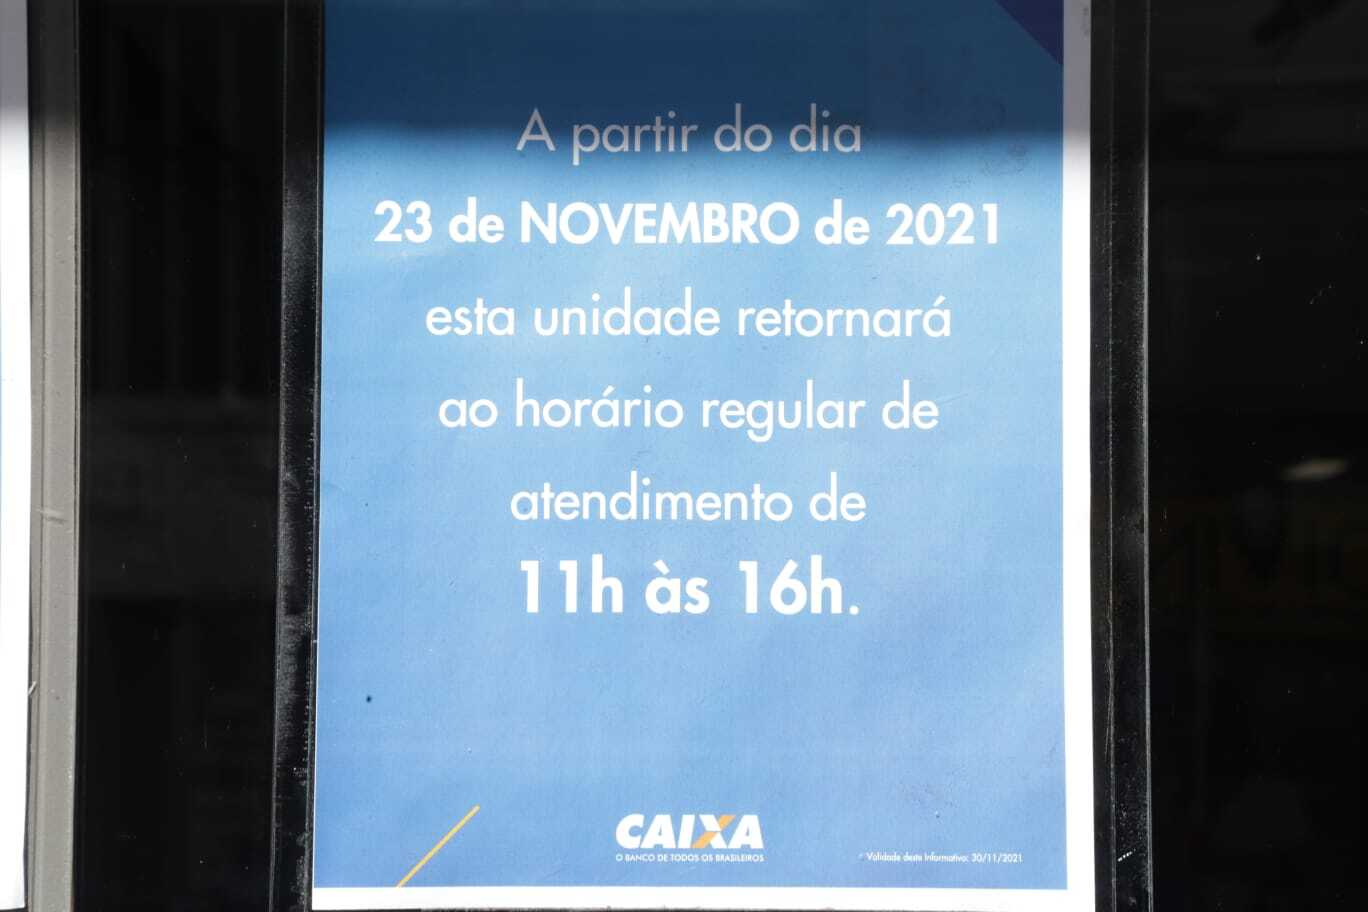 A partir do dia
23 de NOVEMBRO de 2021
esta unidade retornará
ao horário regular de
atendimento de
11h às 16h.
CAIXA
O BANCO DE TODOS OS BRASILEIROS
* Validade deste Informativo: 30/11/2021